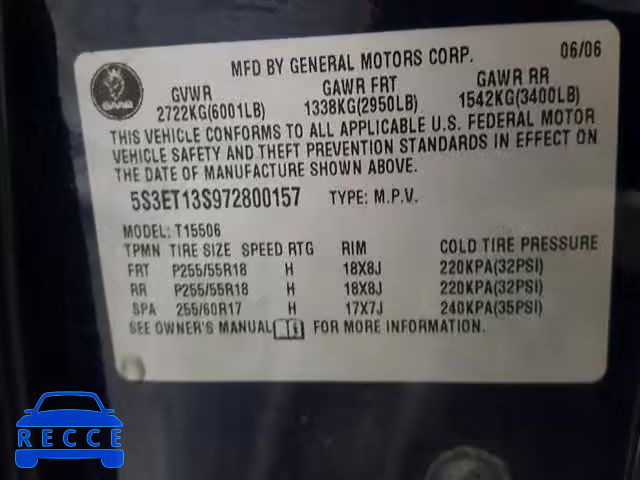 MFD BY GENERAL MOTORS CORP. 06/06
SAAB
GVWR GAWR FRT GAWR RR
2722KG(6001LB) 1338KG(2950LB) 1542KG(3400LB)
THIS VEHICLE CONFORMS TO ALL APPLICABLE U.S. FEDERAL MOTOR
VEHICLE SAFETY AND THEFT PREVENTION STANDARDS IN EFFECT ON
THE DATE OF MANUFACTURE SHOWN ABOVE.
5S3ET13S972800157 TYPE: M.P.V.
MODEL: T15506
TPMN TIRE SIZE SPEED RTG RIM COLD TIRE PRESSURE
FRT P255/55R18 H 18X8J 220KPA(32PSI)
RR P255/55R18 H 18X8J 220KPA(32PSI)
SPA 255/60R17 H 17X7J 240KPA(35PSI)
SEE OWNER'S MANUAL FOR MORE INFORMATION.
RECCE